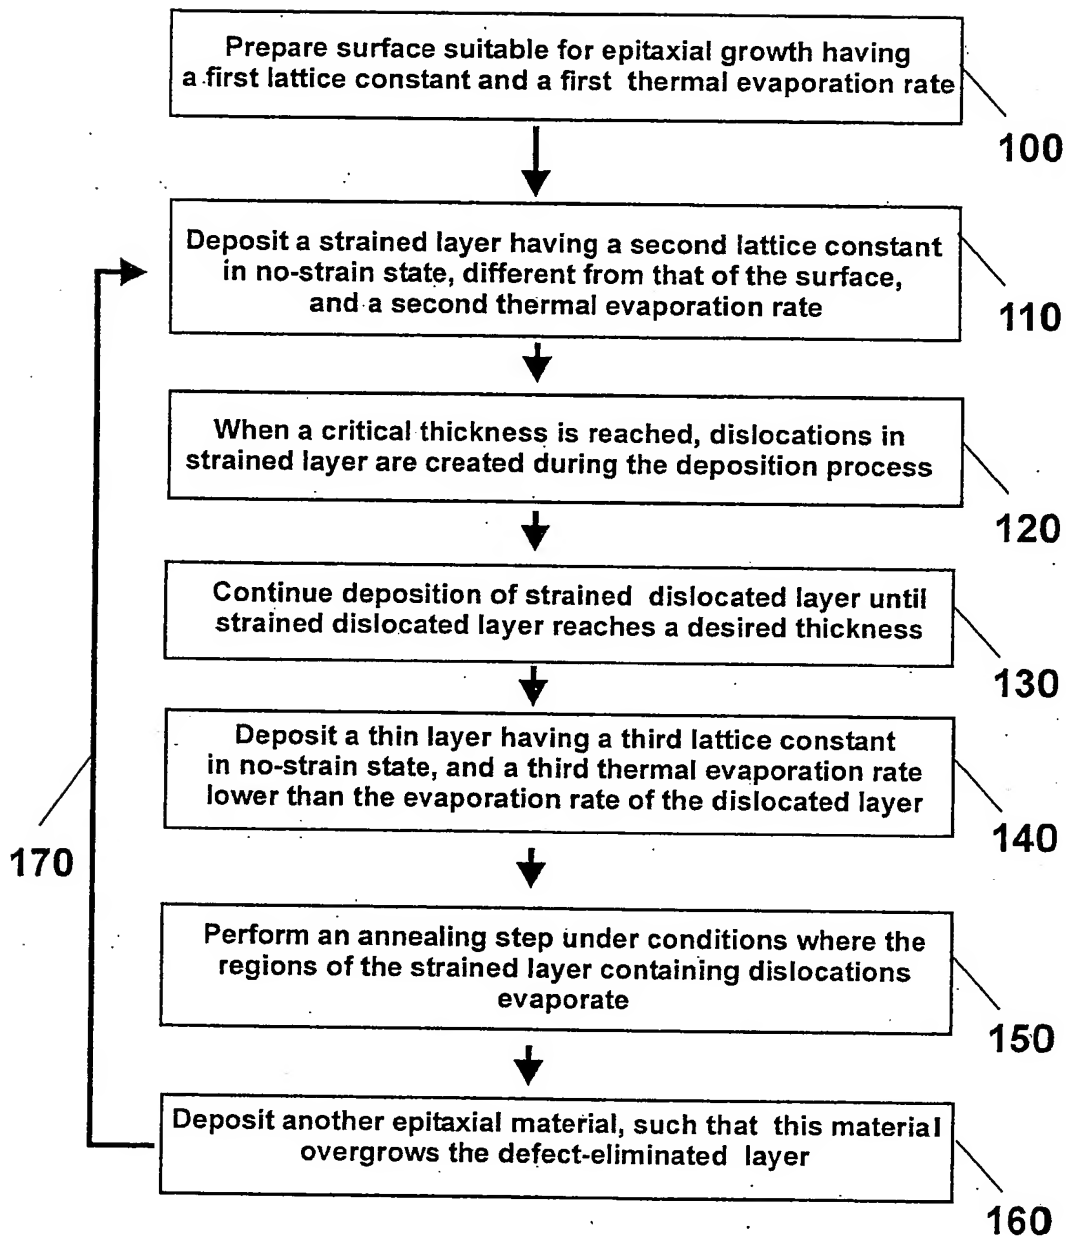 Prepare surface suitable for epitaxial growth having
a first lattice constant and a first thermal evaporation rate
100
Deposit a strained layer having a second lattice constant
in no-strain state, different from that of the surface,
and a second thermal evaporation rate
110
When a critical thickness is reached, dislocations in
strained layer are created during the deposition process
120
Continue deposition of strained dislocated layer until
strained dislocated layer reaches a desired thickness
130
Deposit a thin layer having a third lattice constant
in no-strain state, and a third thermal evaporation rate
lower than the evaporation rate of the dislocated layer
140
170
Perform an annealing step under conditions where the
regions of the strained layer containing dislocations
evaporate
150
Deposit another epitaxial material, such that this material
overgrows the defect-eliminated layer
160